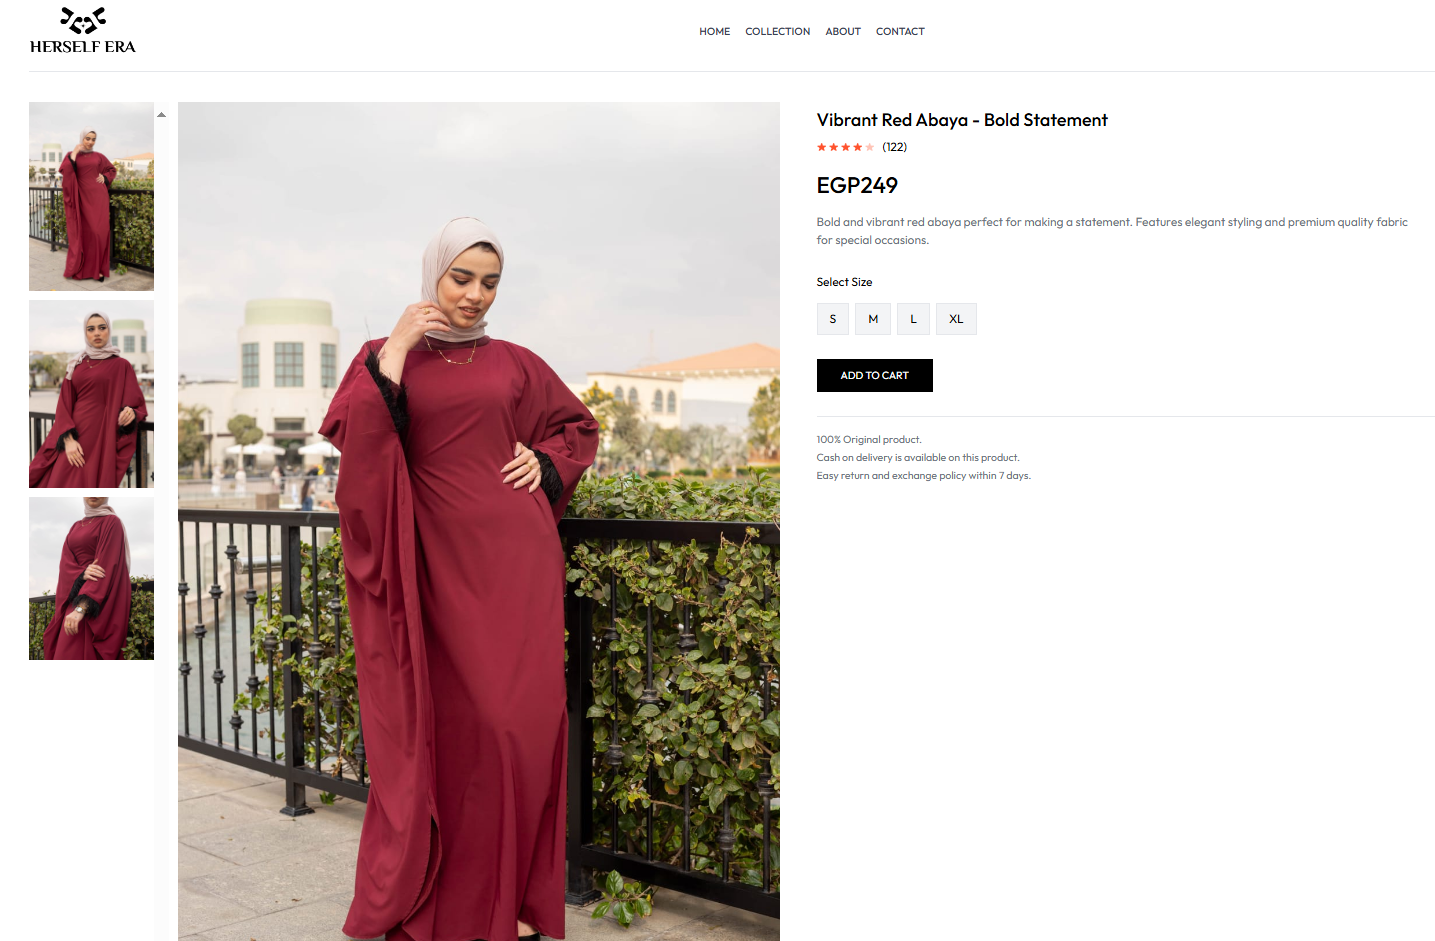 HERSELF ERA
HOME COLLECTION ABOUT CONTACT
Vibrant Red Abaya - Bold Statement
(122)
EGP249
Bold and vibrant red abaya perfect for making a statement. Features elegant styling and premium quality fabric
for special occasions.
Select Size
S M L XL
ADD TO CART
100% Original product.
Cash on delivery is available on this product.
Easy return and exchange policy within 7 days.